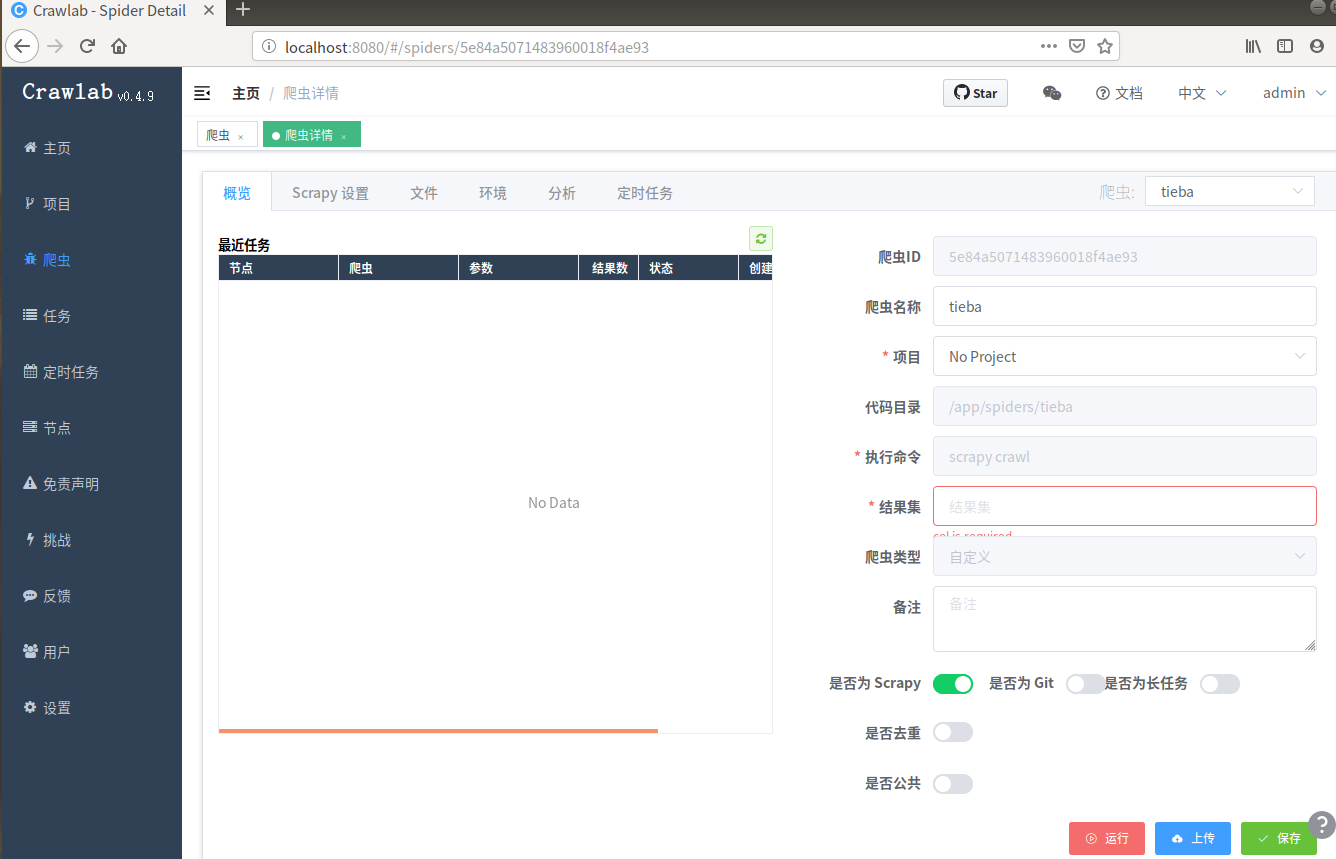 Crawlab - Spider Detail
localhost:8080/#/spiders/5e84a5071483960018f4ae93
Crawlab v0.4.9
主页 / 爬虫详情
Star
文档
中文
admin
爬虫
爬虫详情
主页
项目
爬虫
任务
定时任务
节点
免责声明
挑战
反馈
用户
设置
概览
Scrapy 设置
文件
环境
分析
定时任务
爬虫:
tieba
最近任务
节点
爬虫
参数
结果数
状态
创建
No Data
爬虫ID
5e84a5071483960018f4ae93
爬虫名称
tieba
* 项目
No Project
代码目录
/app/spiders/tieba
* 执行命令
scrapy crawl
* 结果集
结果集
col is required
爬虫类型
自定义
备注
备注
是否为 Scrapy
是否为 Git
是否为长任务
是否去重
是否公共
运行
上传
保存
?